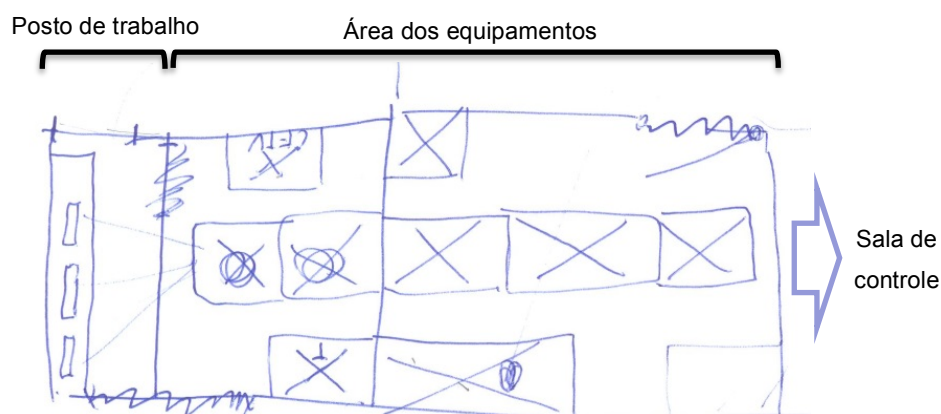 Posto de trabalho
Área dos equipamentos
Sala de
controle